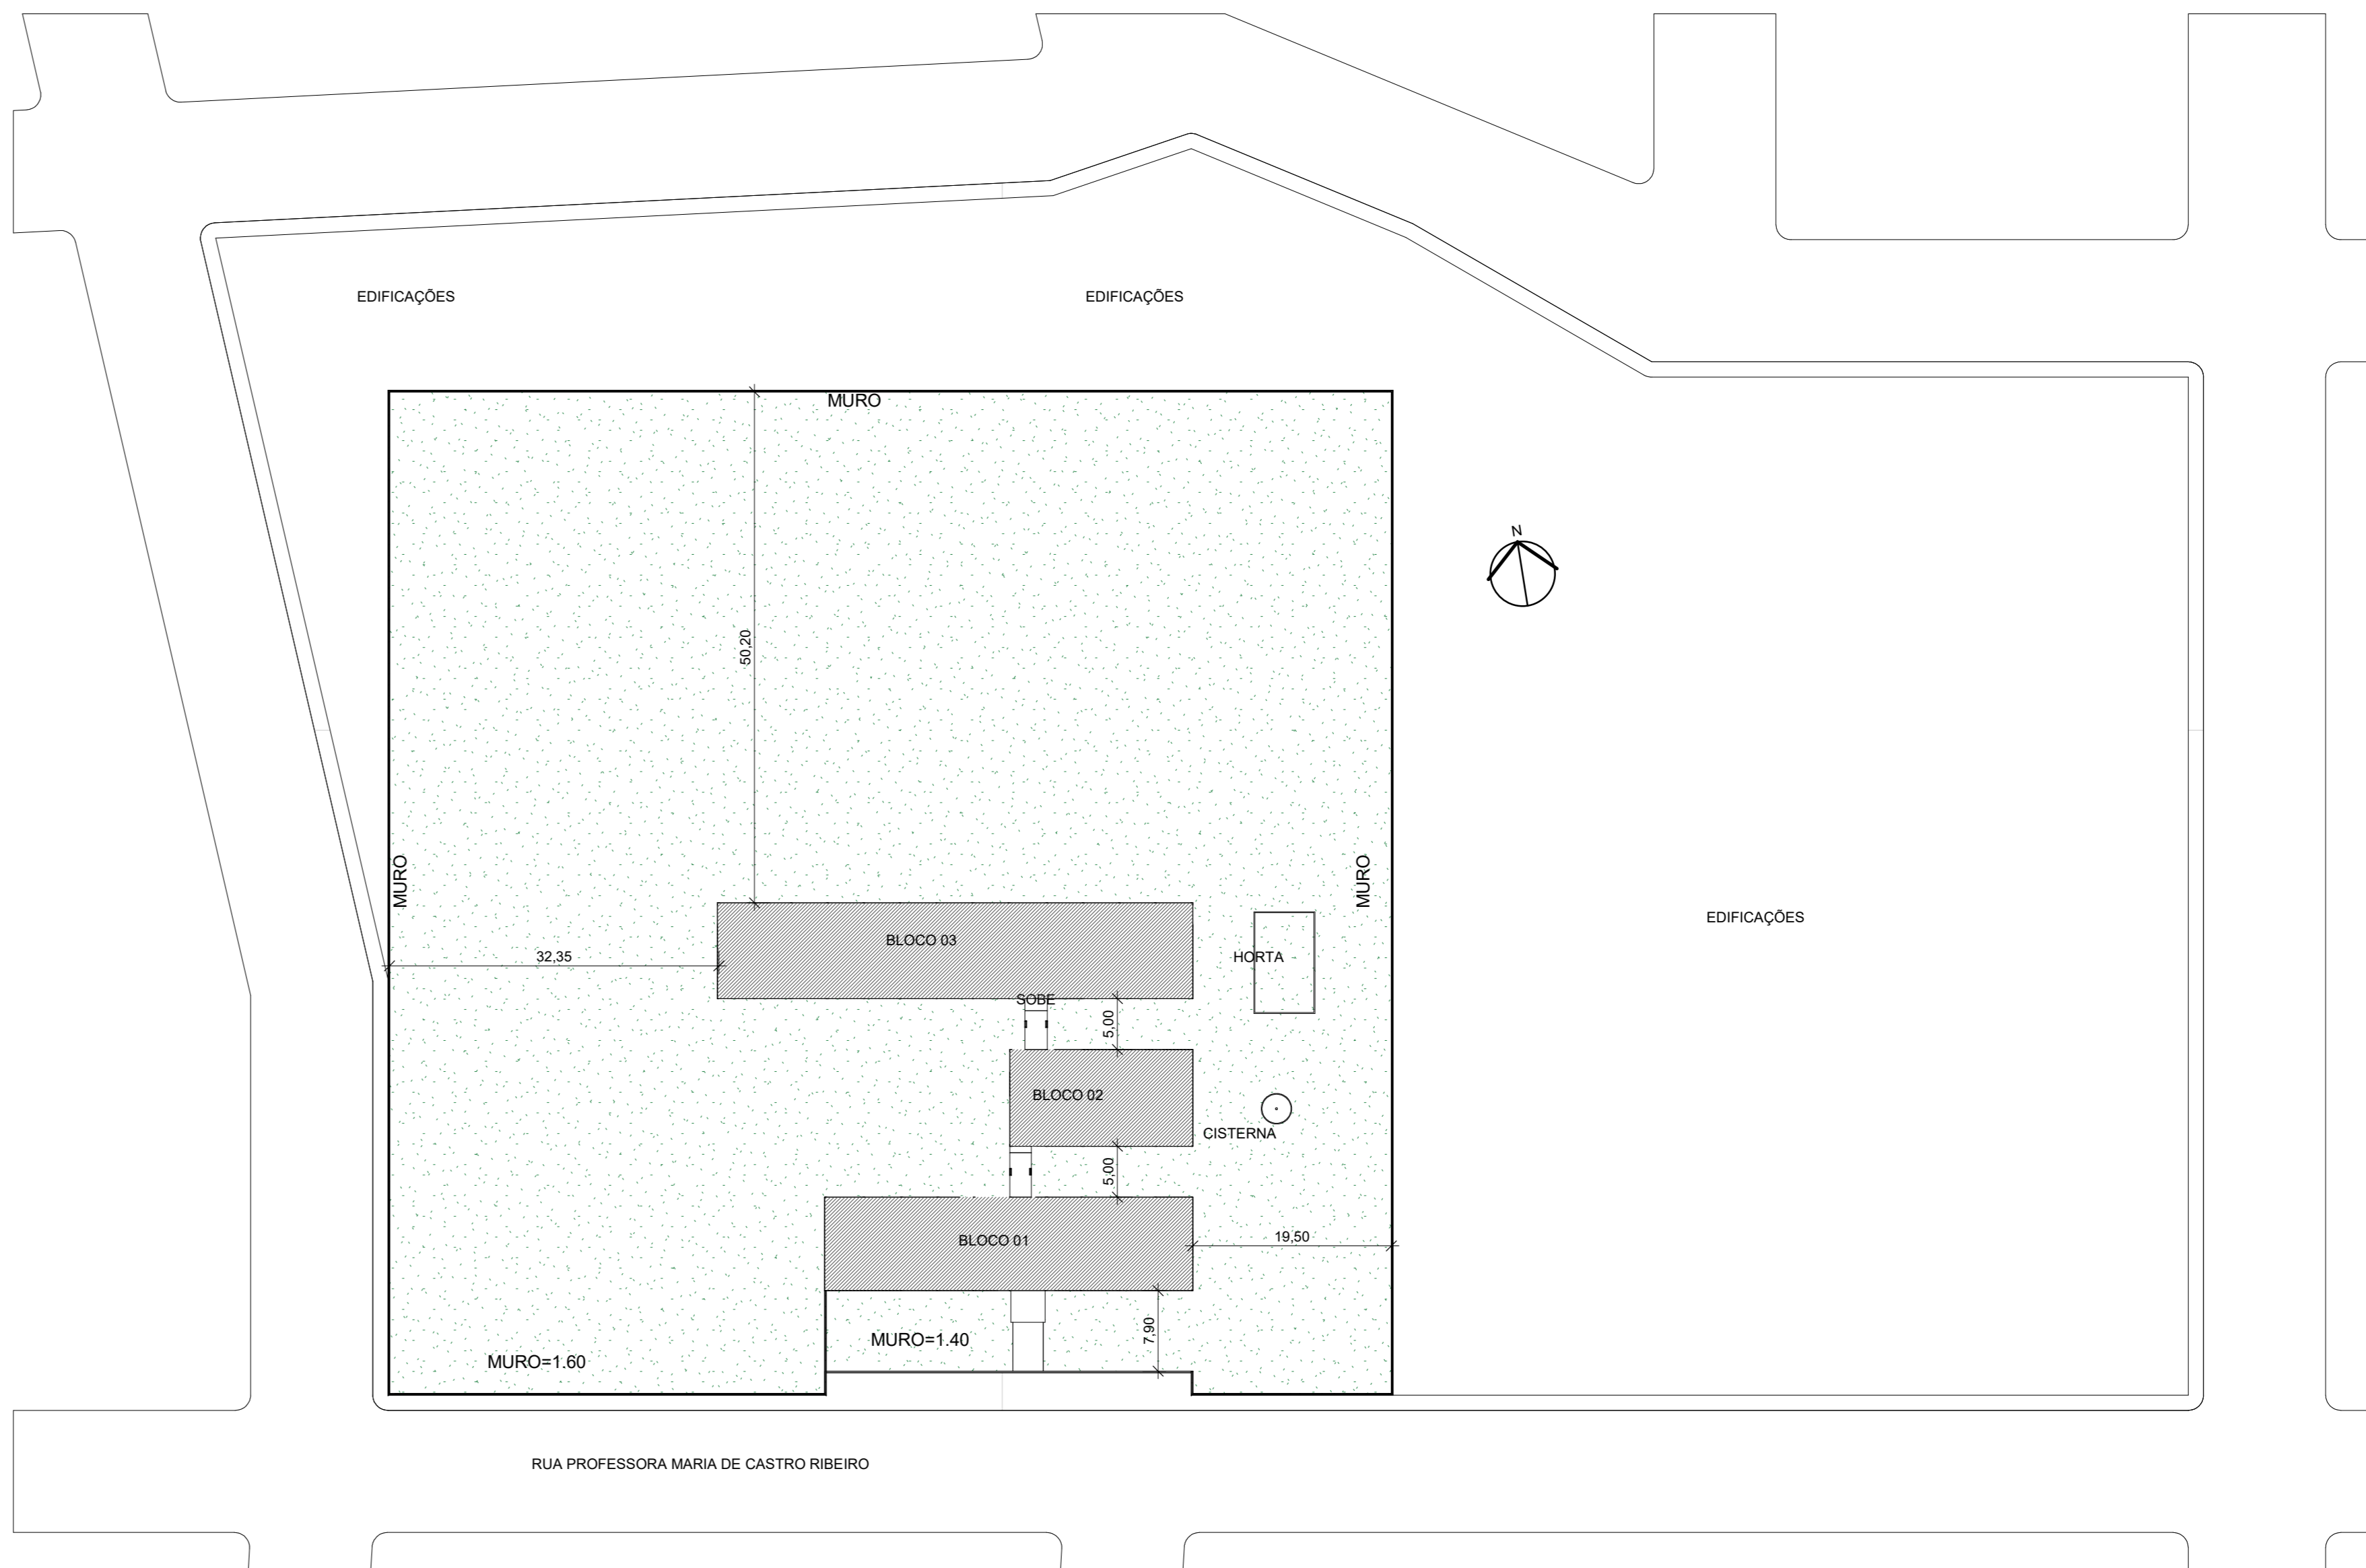 EDIFICAÇÕES
EDIFICAÇÕES
MURO
N
50,20
MURO
MURO
EDIFICAÇÕES
BLOCO 03
32,35
HORTA
SOBE
5,00
BLOCO 02
CISTERNA
5,00
BLOCO 01
19,50
7,90
MURO=1.40
MURO=1.60
RUA PROFESSORA MARIA DE CASTRO RIBEIRO